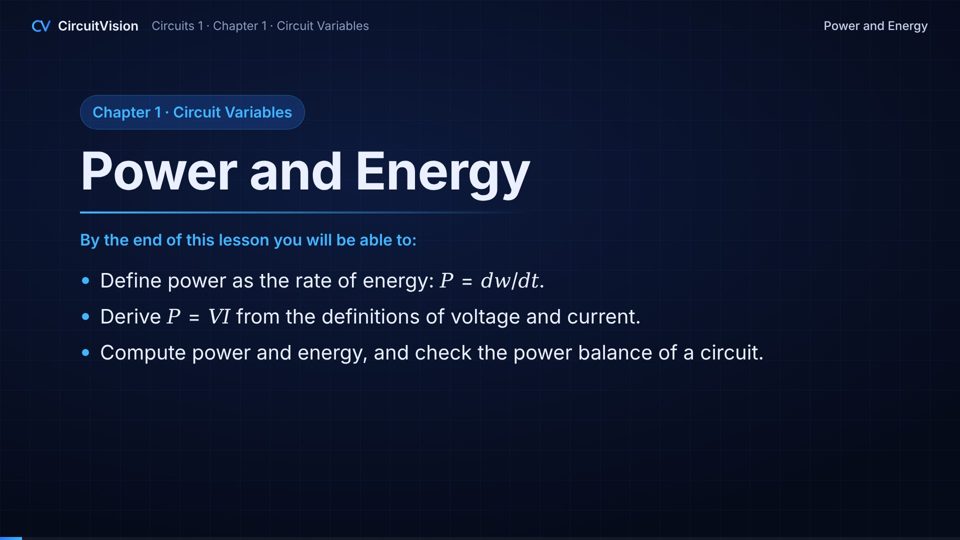 CV CircuitVision Circuits 1 · Chapter 1 · Circuit Variables Power and Energy
Chapter 1 · Circuit Variables
Power and Energy
By the end of this lesson you will be able to:
• Define power as the rate of energy: P = dw/dt.
• Derive P = VI from the definitions of voltage and current.
• Compute power and energy, and check the power balance of a circuit.